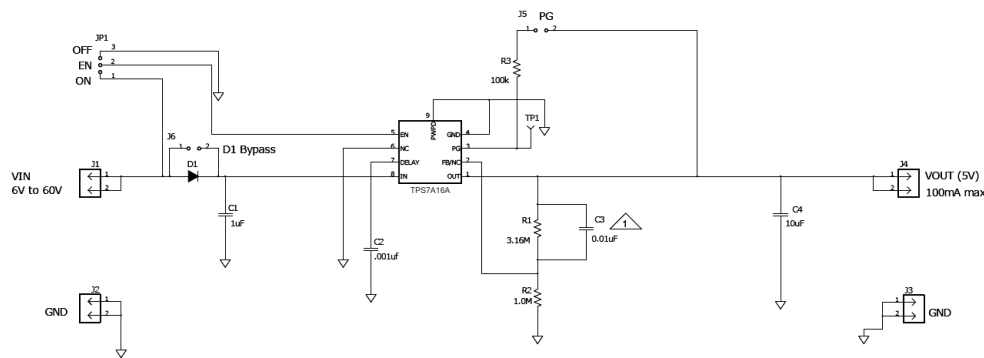 J5 PG
1 2
JP1
OFF 3
EN 2
ON 1
R3
100k
TP1
9
PWPD
5 EN GND 4
6 NC PG 3
7 DELAY FB/NC 2
8 IN OUT 1
TPS7A16A
J6
1 2 D1 Bypass
D1
VIN
6V to 60V
J1
1
2
J4
1
2
VOUT (5V)
100mA max
C1
1uF
C2
.001uf
R1
3.16M
C3
0.01uF
1
C4
10uF
R2
1.0M
J2
1
2
GND
J3
1
2
GND